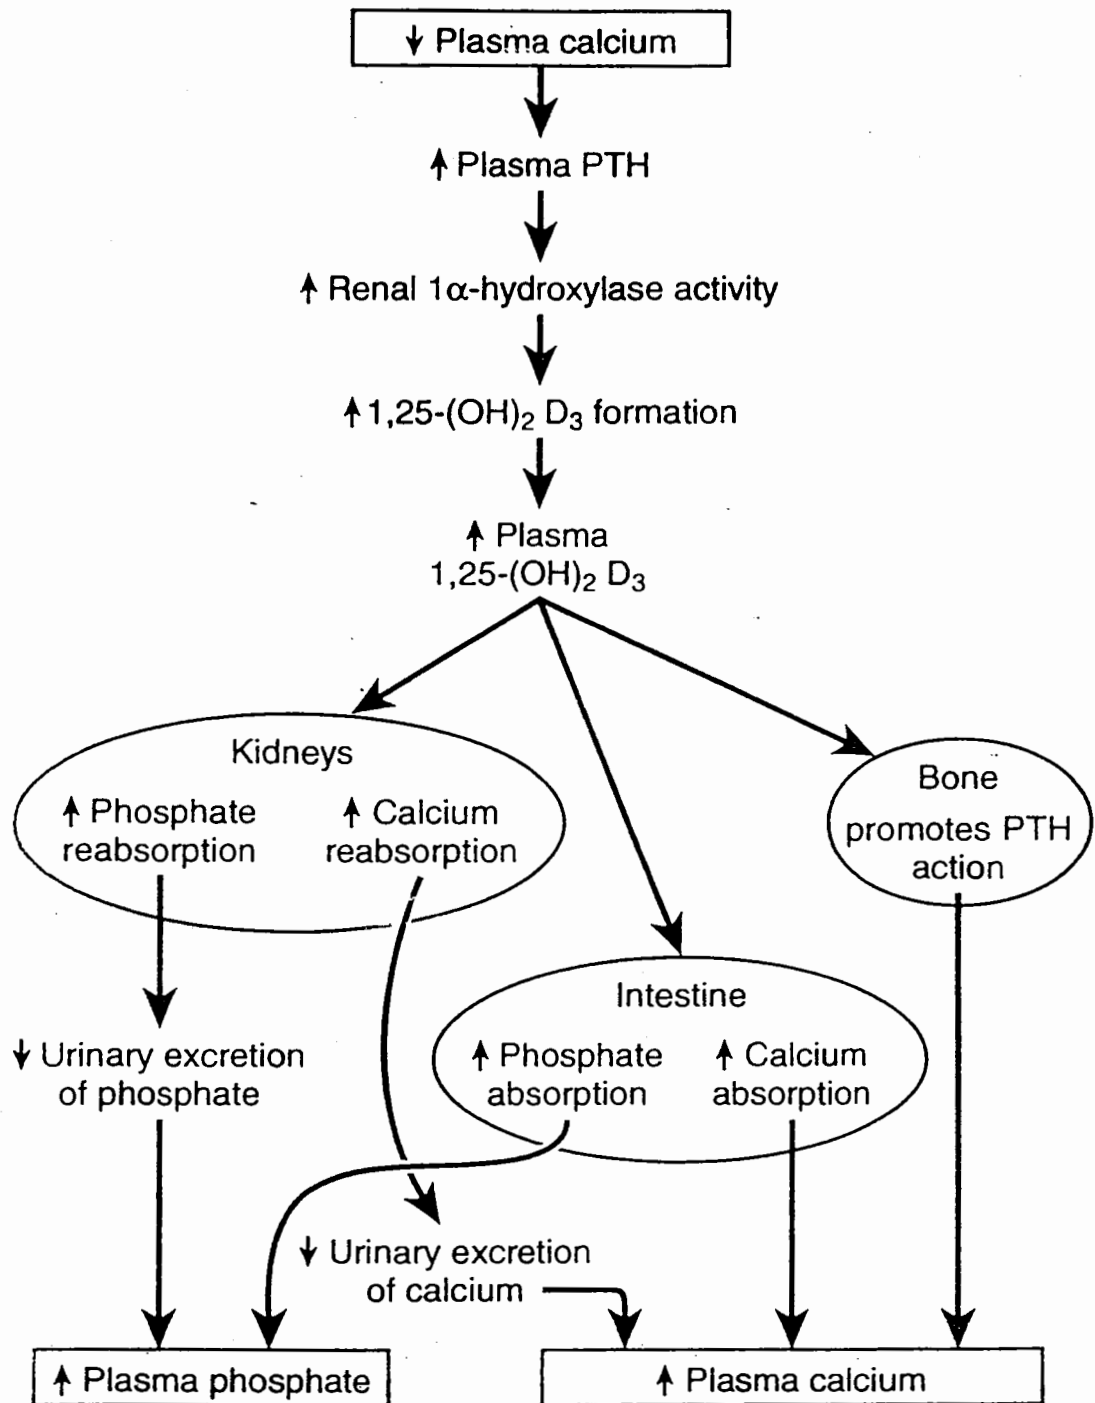 ↓ Plasma calcium
↑ Plasma PTH
↑ Renal 1α-hydroxylase activity
↑ 1,25-(OH)₂ D₃ formation
↑ Plasma
1,25-(OH)₂ D₃
Kidneys
↑ Phosphate
reabsorption
↑ Calcium
reabsorption
Bone
promotes PTH
action
Intestine
↑ Phosphate
absorption
↑ Calcium
absorption
↓ Urinary excretion
of phosphate
↓ Urinary excretion
of calcium
↑ Plasma phosphate
↑ Plasma calcium